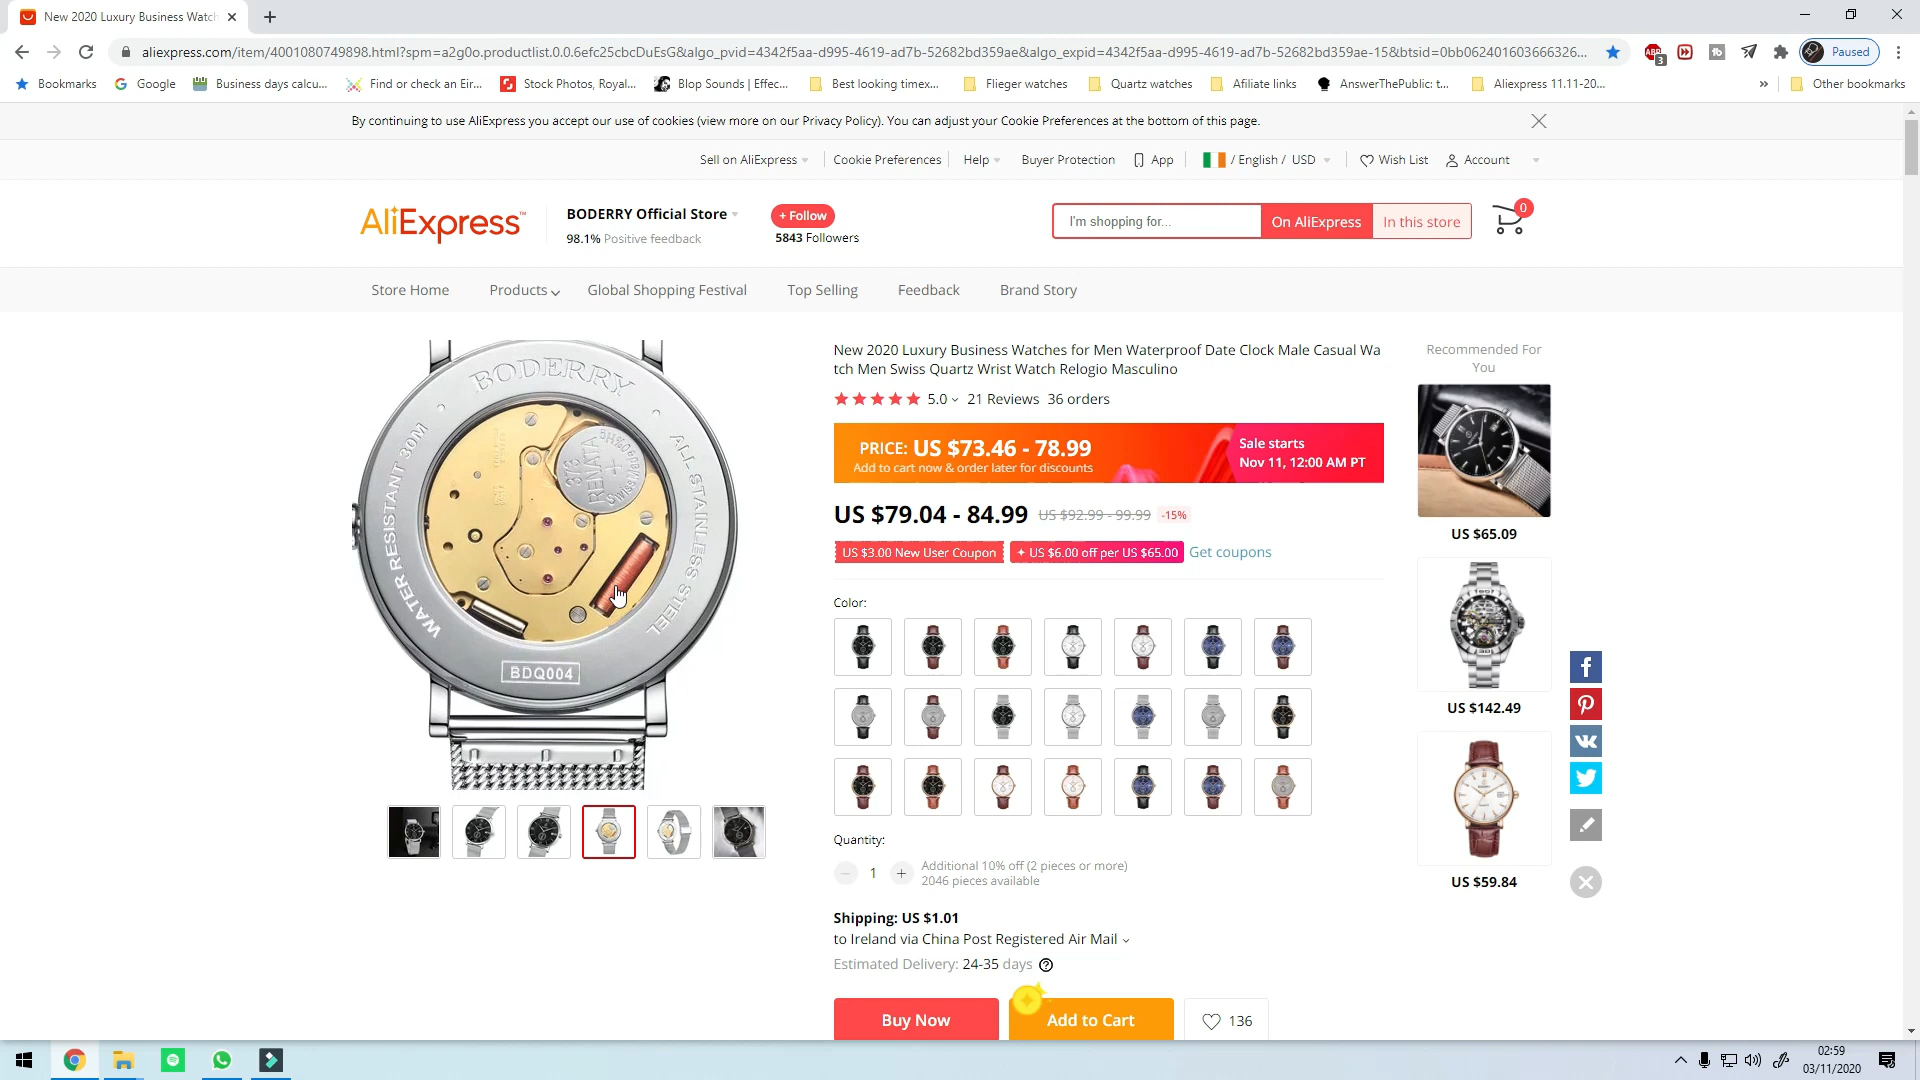 New 2020 Luxury Business Watch
aliexpress.com/item/4001080749898.html?spm=a2g0o.productlist.0.0.6efc25cbcDuEsG&algo_pvid=4342f5aa-d995-4619-ad7b-52682bd359ae&algo_expid=4342f5aa-d995-4619-ad7b-52682bd359ae-15&btsid=0bb062401603666326...
ABP 3 Paused
Bookmarks Google Business days calcu... Find or check an Eir... Stock Photos, Royal... Blop Sounds | Effec... Best looking timex... Flieger watches Quartz watches Afiliate links AnswerThePublic: t... Aliexpress 11.11-20... » Other bookmarks
By continuing to use AliExpress you accept our use of cookies (view more on our Privacy Policy). You can adjust your Cookie Preferences at the bottom of this page.
Sell on AliExpress Cookie Preferences Help Buyer Protection App / English / USD Wish List Account
AliExpress™
BODERRY Official Store
98.1% Positive feedback
+ Follow
5843 Followers
I'm shopping for... On AliExpress In this store 0
Store Home Products Global Shopping Festival Top Selling Feedback Brand Story
BODERRY
WATER RESISTANT 30M
ALL-STAINLESS STEEL
RENATA
373
0%Hg
BDQ004
New 2020 Luxury Business Watches for Men Waterproof Date Clock Male Casual Wa
tch Men Swiss Quartz Wrist Watch Relogio Masculino
5.0 21 Reviews 36 orders
PRICE: US $73.46 - 78.99
Add to cart now & order later for discounts
Sale starts
Nov 11, 12:00 AM PT
US $79.04 - 84.99 US $92.99 - 99.99 -15%
US $3.00 New User Coupon + US $6.00 off per US $65.00 Get coupons
Color:
Quantity:
1
Additional 10% off (2 pieces or more)
2046 pieces available
Shipping: US $1.01
to Ireland via China Post Registered Air Mail
Estimated Delivery: 24-35 days
Buy Now Add to Cart 136
Recommended For
You
US $65.09
US $142.49
US $59.84
02:59
03/11/2020